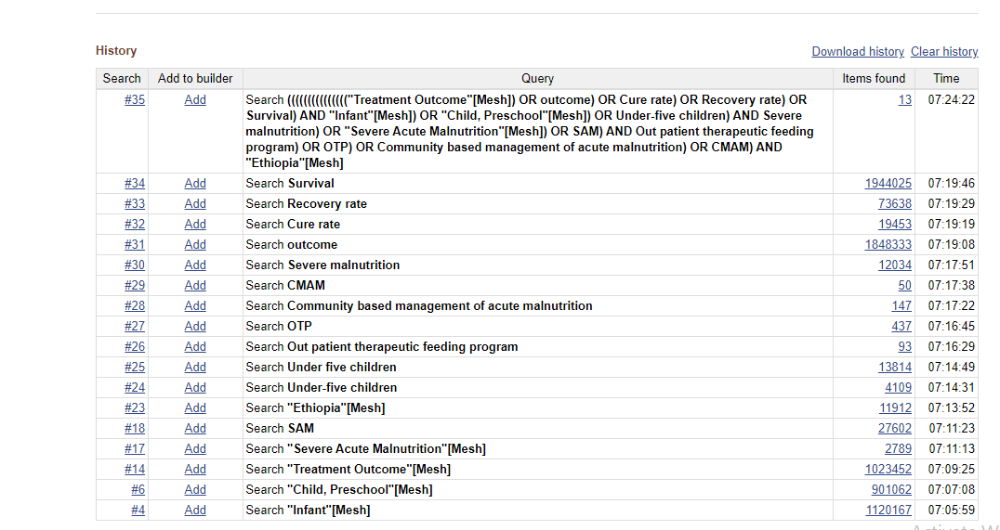 History
Download history Clear history
Search Add to builder Query Items found Time
#35 Add Search (((((((((((((("Treatment Outcome"[Mesh]) OR outcome) OR Cure rate) OR Recovery rate) OR 13 07:24:22
Survival) AND "Infant"[Mesh]) OR "Child, Preschool"[Mesh]) OR Under-five children) AND Severe
malnutrition) OR "Severe Acute Malnutrition"[Mesh]) OR SAM) AND Out patient therapeutic feeding
program) OR OTP) OR Community based management of acute malnutrition) OR CMAM) AND
"Ethiopia"[Mesh]
#34 Add Search Survival 1944025 07:19:46
#33 Add Search Recovery rate 73638 07:19:29
#32 Add Search Cure rate 19453 07:19:19
#31 Add Search outcome 1848333 07:19:08
#30 Add Search Severe malnutrition 12034 07:17:51
#29 Add Search CMAM 50 07:17:38
#28 Add Search Community based management of acute malnutrition 147 07:17:22
#27 Add Search OTP 437 07:16:45
#26 Add Search Out patient therapeutic feeding program 93 07:16:29
#25 Add Search Under five children 13814 07:14:49
#24 Add Search Under-five children 4109 07:14:31
#23 Add Search "Ethiopia"[Mesh] 11912 07:13:52
#18 Add Search SAM 27602 07:11:23
#17 Add Search "Severe Acute Malnutrition"[Mesh] 2789 07:11:13
#14 Add Search "Treatment Outcome"[Mesh] 1023452 07:09:25
#6 Add Search "Child, Preschool"[Mesh] 901062 07:07:08
#4 Add Search "Infant"[Mesh] 1120167 07:05:59